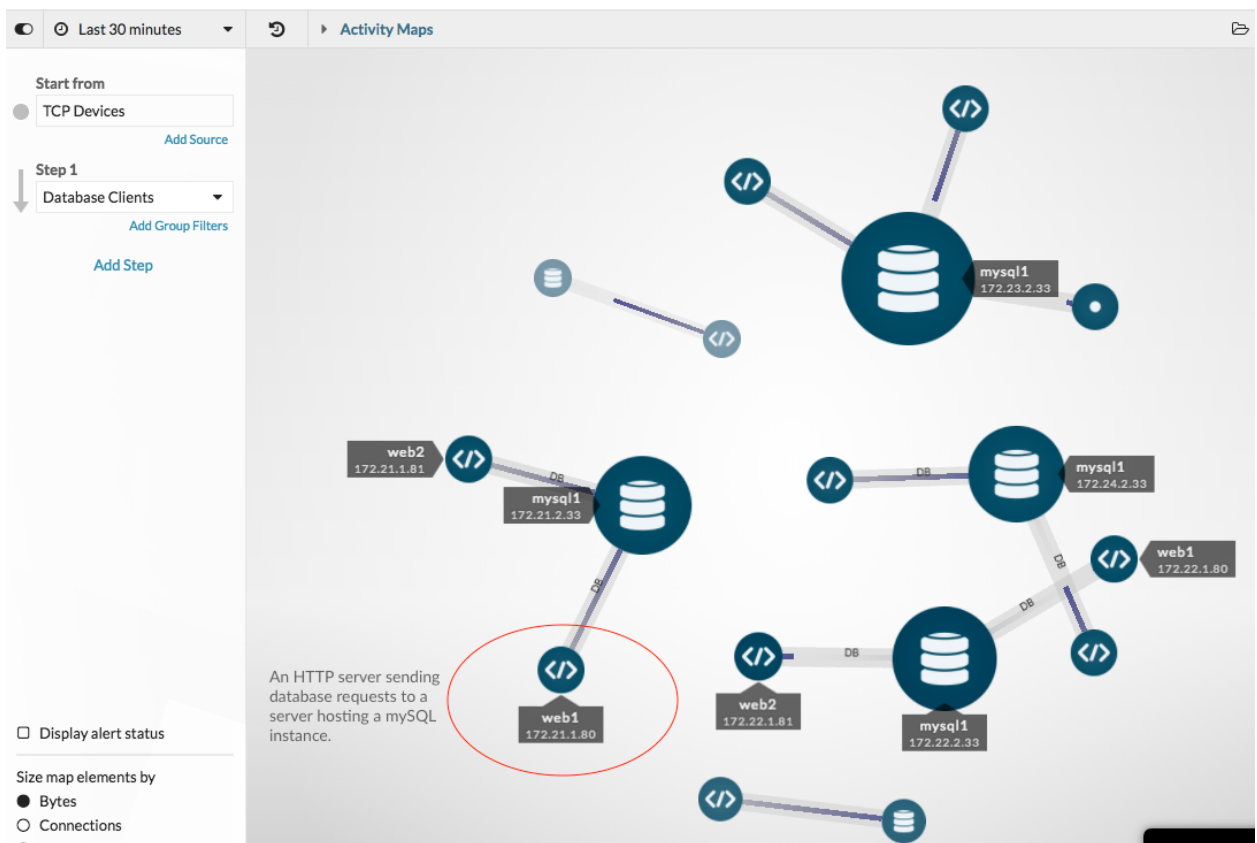 Last 30 minutes
Activity Maps
Start from
TCP Devices
Add Source
Step 1
Database Clients
Add Group Filters
Add Step
Display alert status
Size map elements by
Bytes
Connections
mysql1
172.23.2.33
web2
172.21.1.81
DB
mysql1
172.21.2.33
DB
An HTTP server sending
database requests to a
server hosting a mySQL
instance.
web1
172.21.1.80
DB
mysql1
172.24.2.33
DB
web1
172.22.1.80
DB
DB
web2
172.22.1.81
mysql1
172.22.2.33